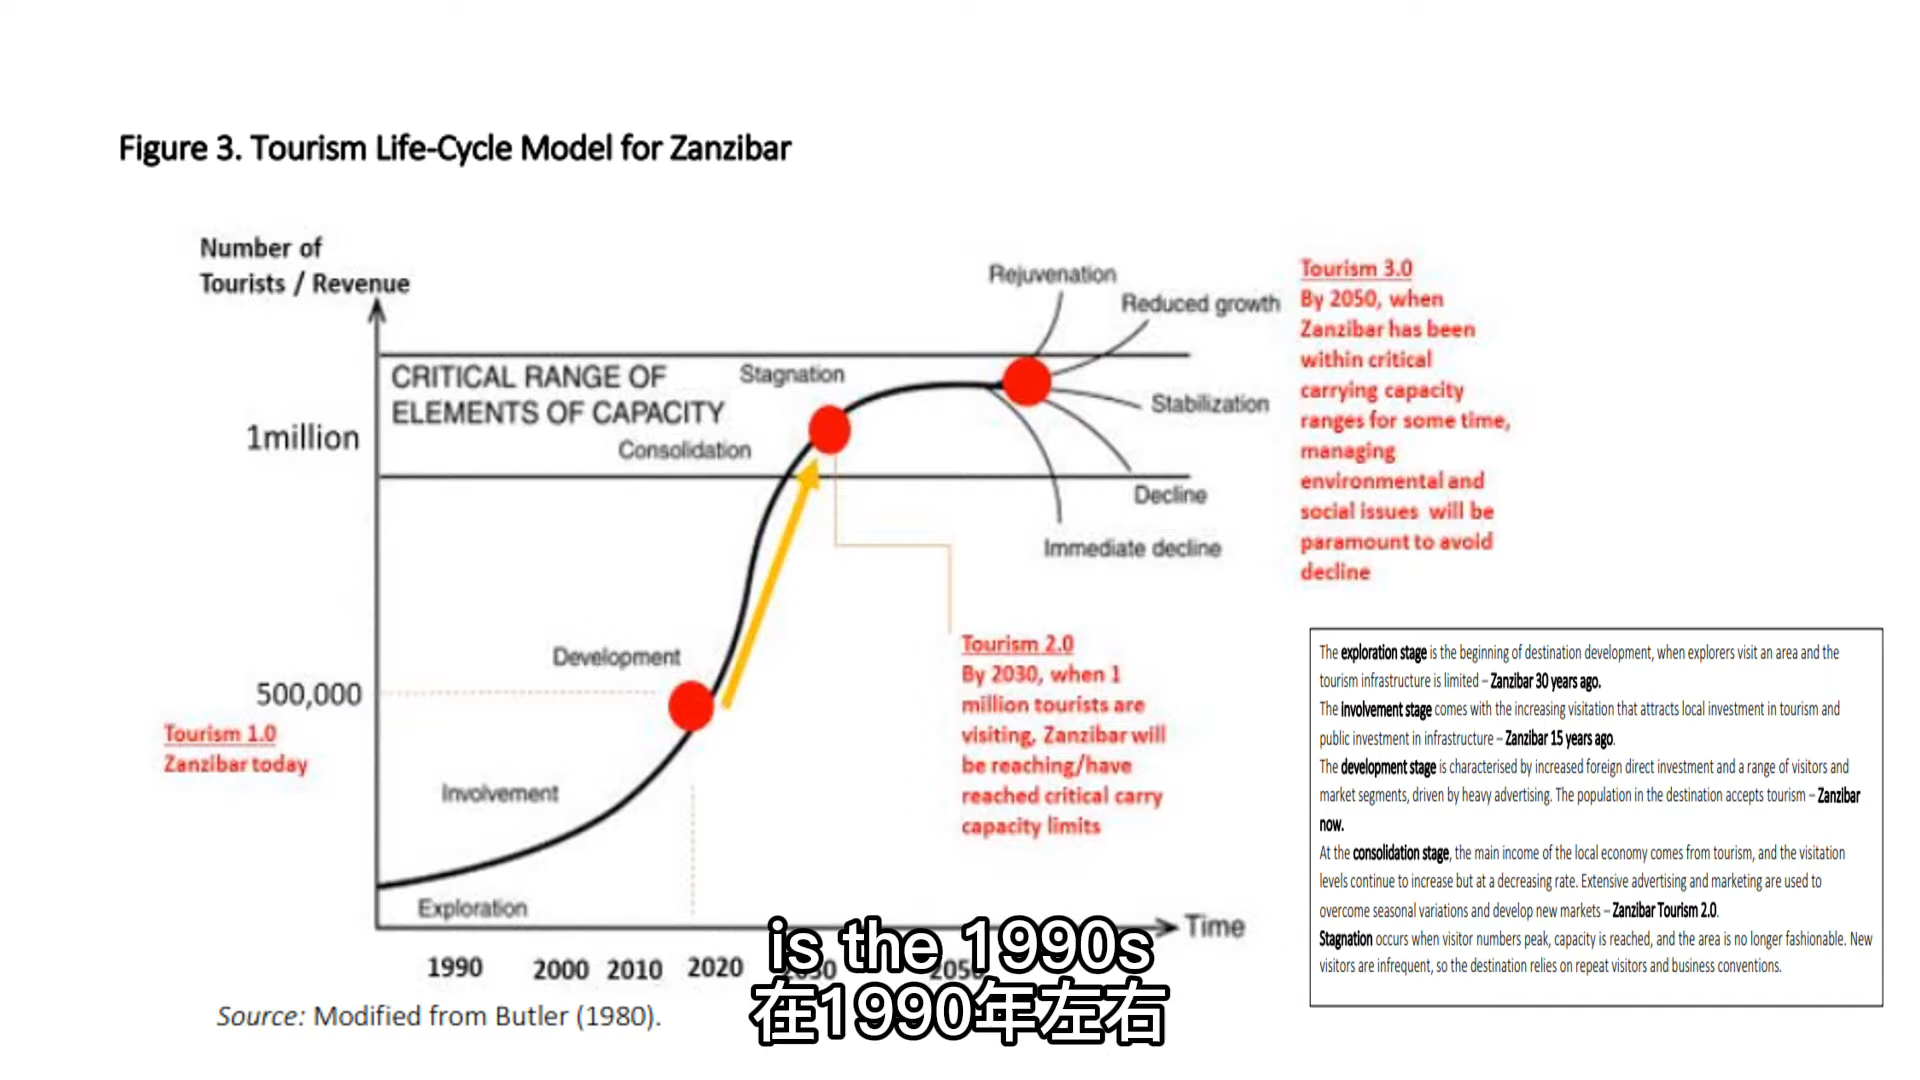 Figure 3. Tourism Life-Cycle Model for Zanzibar
Number of
Tourists / Revenue
Rejuvenation
Reduced growth
CRITICAL RANGE OF
ELEMENTS OF CAPACITY
Stagnation
Stabilization
1million
Consolidation
Decline
Immediate decline
Development
500,000
Tourism 1.0
Zanzibar today
Involvement
Exploration
Time
1990 2000 2010 2020 2030 2050
Tourism 2.0
By 2030, when 1
million tourists are
visiting, Zanzibar will
be reaching/have
reached critical carry
capacity limits
Tourism 3.0
By 2050, when
Zanzibar has been
within critical
carrying capacity
ranges for some time,
managing
environmental and
social issues will be
paramount to avoid
decline
The exploration stage is the beginning of destination development, when explorers visit an area and the
tourism infrastructure is limited – Zanzibar 30 years ago.
The involvement stage comes with the increasing visitation that attracts local investment in tourism and
public investment in infrastructure – Zanzibar 15 years ago.
The development stage is characterised by increased foreign direct investment and a range of visitors and
market segments, driven by heavy advertising. The population in the destination accepts tourism – Zanzibar
now.
At the consolidation stage, the main income of the local economy comes from tourism, and the visitation
levels continue to increase but at a decreasing rate. Extensive advertising and marketing are used to
overcome seasonal variations and develop new markets – Zanzibar Tourism 2.0.
Stagnation occurs when visitor numbers peak, capacity is reached, and the area is no longer fashionable. New
visitors are infrequent, so the destination relies on repeat visitors and business conventions.
Source: Modified from Butler (1980).
is the 1990s
在1990年左右